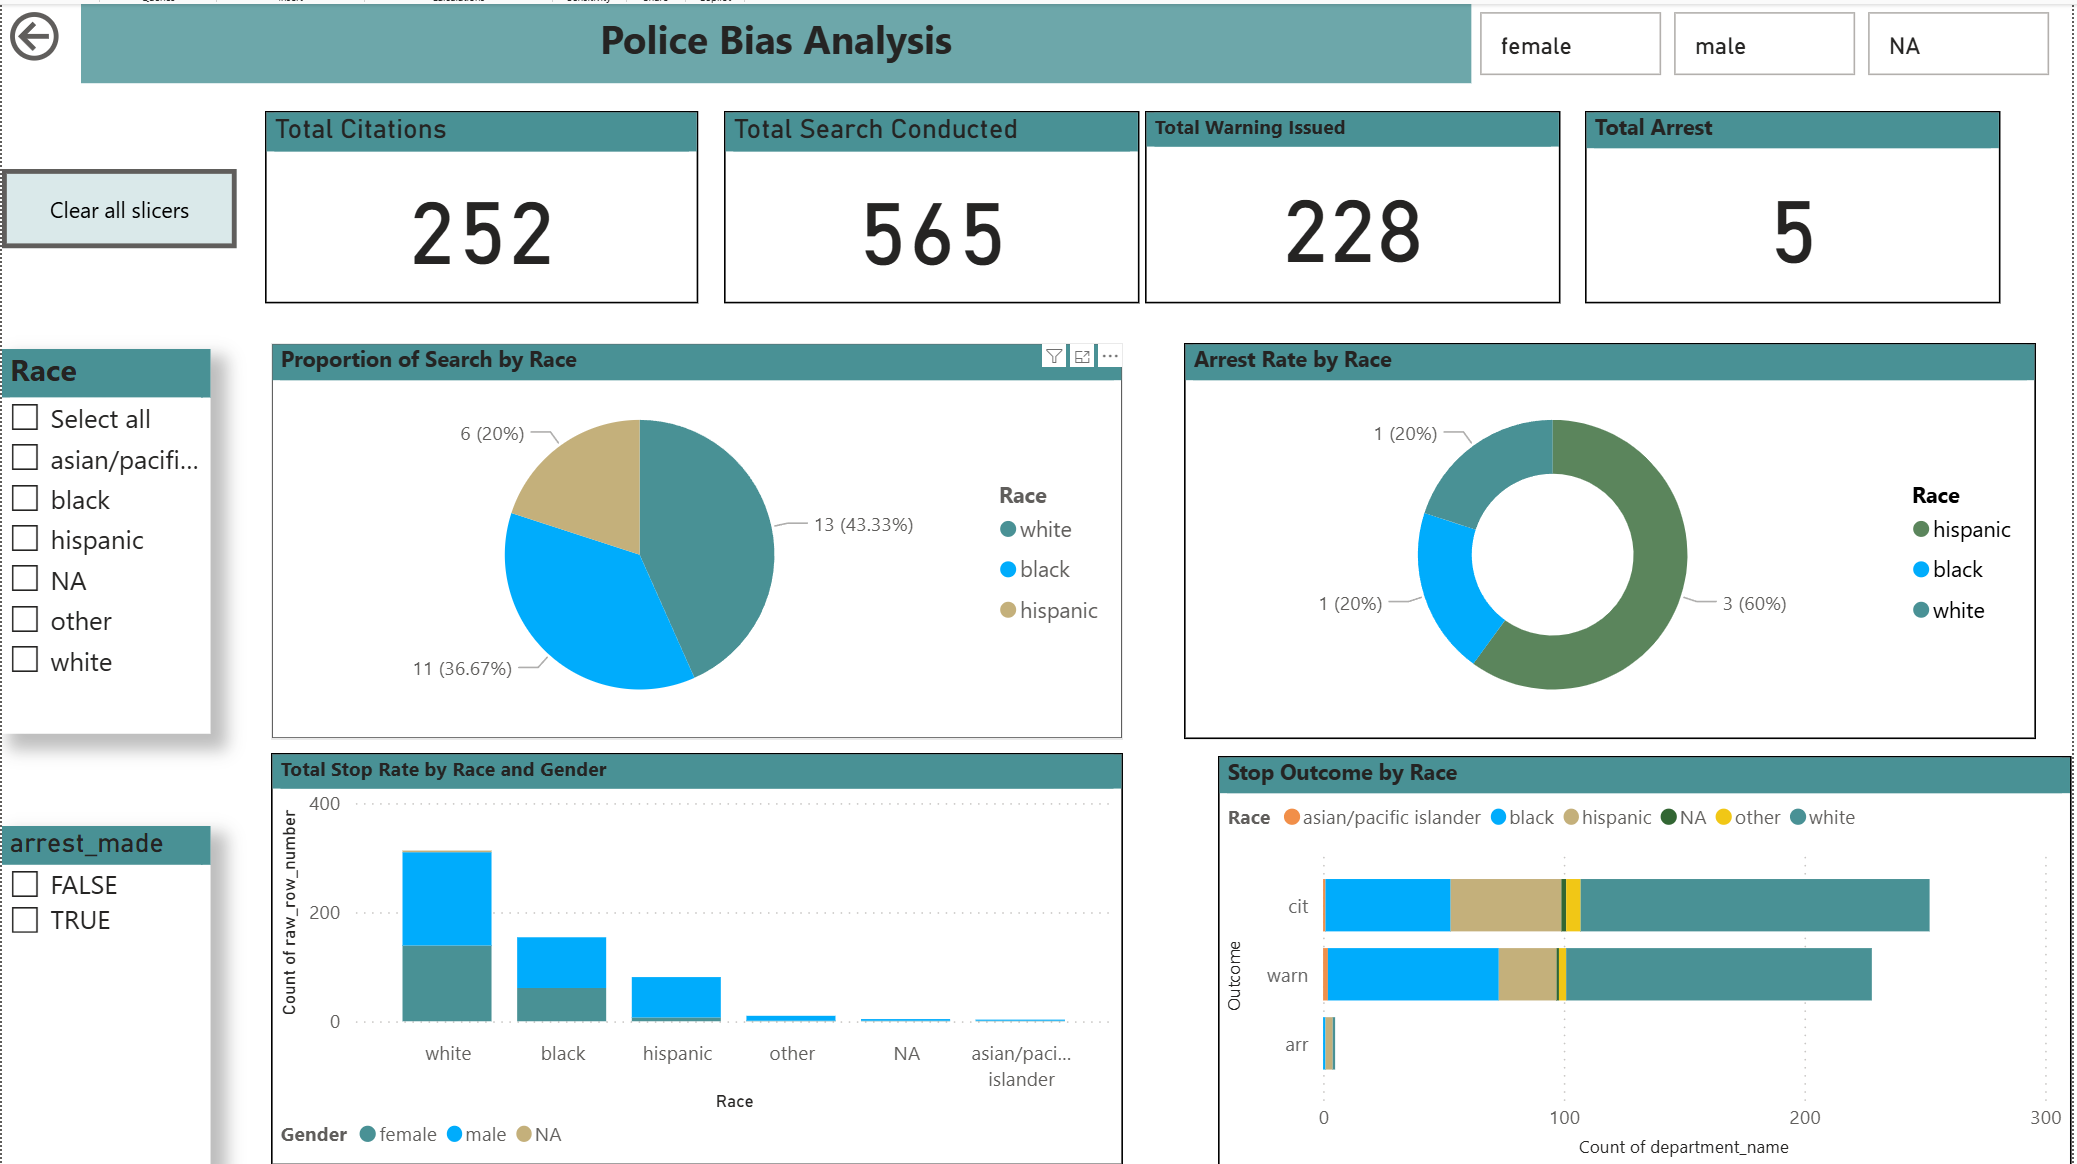 Police Bias Analysis
female
male
NA
Total Citations
252
Total Search Conducted
565
Total Warning Issued
228
Total Arrest
5
Clear all slicers
Race
Select all
asian/pacifi...
black
hispanic
NA
other
white
arrest_made
FALSE
TRUE
Proportion of Search by Race
6 (20%)
13 (43.33%)
11 (36.67%)
Race
white
black
hispanic
Arrest Rate by Race
1 (20%)
1 (20%)
3 (60%)
Race
hispanic
black
white
Total Stop Rate by Race and Gender
Count of raw_row_number
400
200
0
white
black
hispanic
other
NA
asian/paci...
islander
Race
Gender
female
male
NA
Stop Outcome by Race
Race
asian/pacific islander
black
hispanic
NA
other
white
Outcome
cit
warn
arr
0
100
200
300
Count of department_name